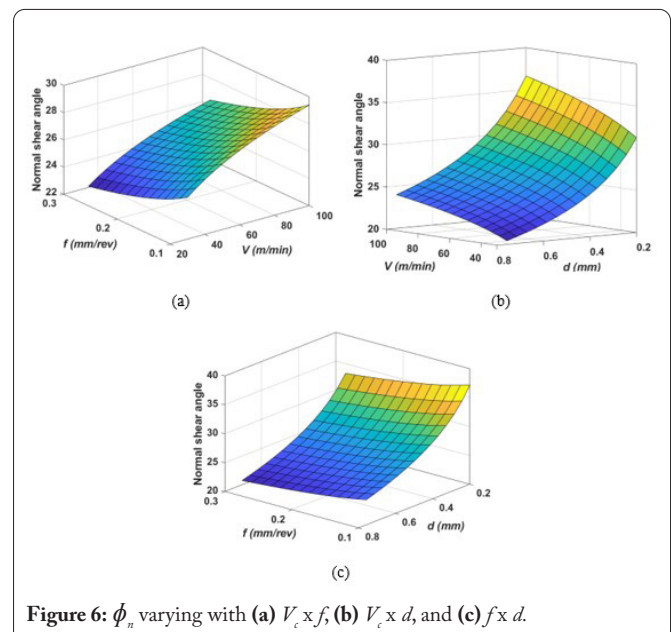 30
28
26
24
22
Normal shear angle
0.3
0.2
0.1
f (mm/rev)
20
40
60
80
100
V (m/min)
(a)
40
35
30
25
20
Normal shear angle
100
80
60
40
V (m/min)
0.8
0.6
0.4
0.2
d (mm)
(b)
40
35
30
25
20
Normal shear angle
0.3
0.2
0.1
f (mm/rev)
0.8
0.6
0.4
0.2
d (mm)
(c)
Figure 6: ϕn varying with (a) Vc x f, (b) Vc x d, and (c) f x d.